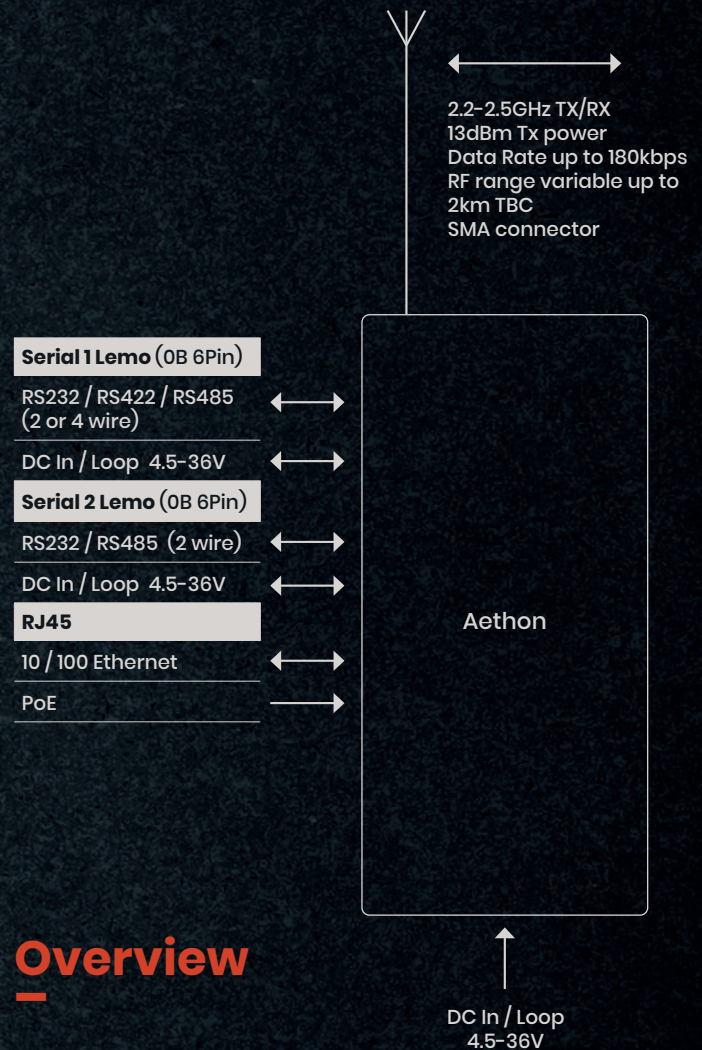 2.2-2.5GHz TX/RX
13dBm Tx power
Data Rate up to 180kbps
RF range variable up to
2km TBC
SMA connector
Serial 1 Lemo (0B 6Pin)
RS232 / RS422 / RS485
(2 or 4 wire)
DC In / Loop 4.5-36V
Serial 2 Lemo (0B 6Pin)
RS232 / RS485 (2 wire)
DC In / Loop 4.5-36V
RJ45
10 / 100 Ethernet
PoE
Aethon
Overview
DC In / Loop
4.5-36V